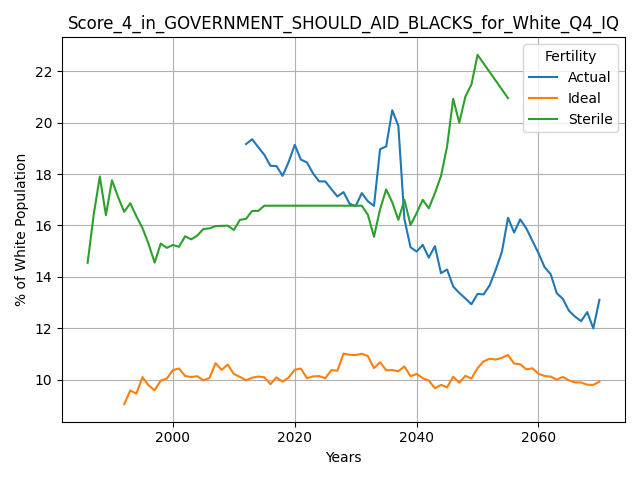 Score_4_in_GOVERNMENT_SHOULD_AID_BLACKS_for_White_Q4_IQ
Fertility
Actual
Ideal
Sterile
% of White Population
22
20
18
16
14
12
10
2000
2020
2040
2060
Years